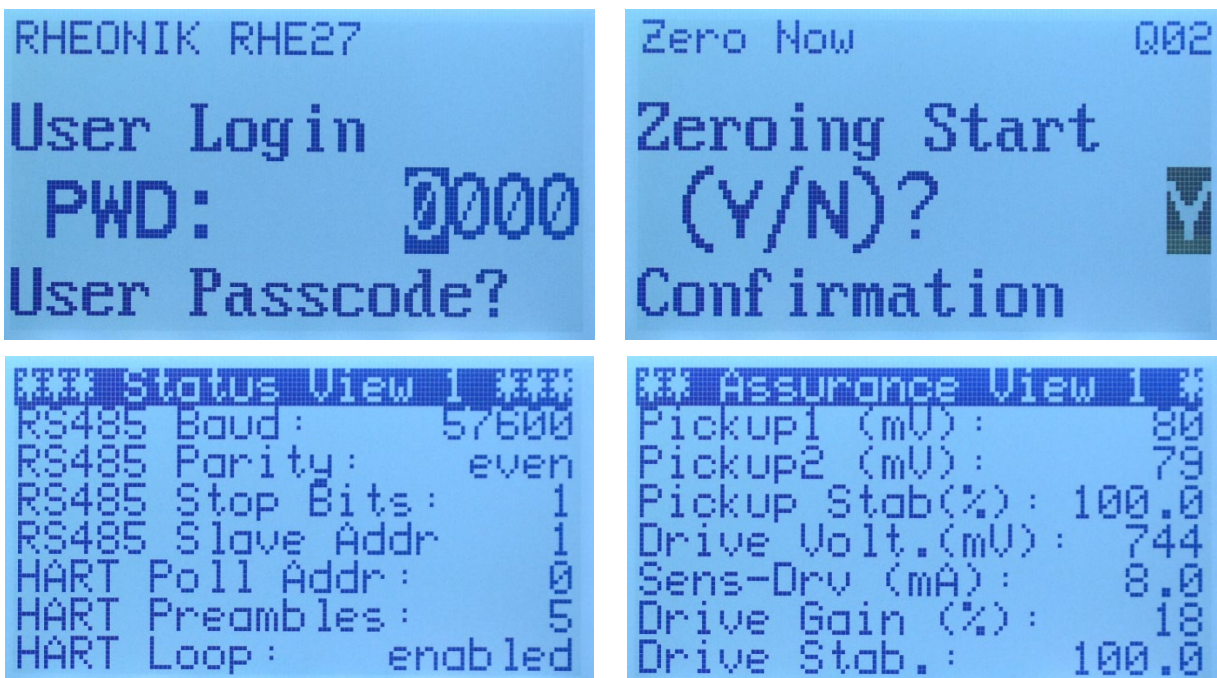 RHEONIK RHE27
User Login
PWD: 0000
User Passcode?
Zero Now Q02
Zeroing Start
(Y/N)? Y
Confirmation
*** Status View 1 ***
RS485 Baud: 57600
RS485 Parity: even
RS485 Stop Bits: 1
RS485 Slave Addr 1
HART Poll Addr: 0
HART Preambles: 5
HART Loop: enabled
** Assurance View 1 *
Pickup1 (mV): 80
Pickup2 (mV): 79
Pickup Stab(%): 100.0
Drive Volt.(mV): 744
Sens-Drv (mA): 8.0
Drive Gain (%): 18
Drive Stab.: 100.0